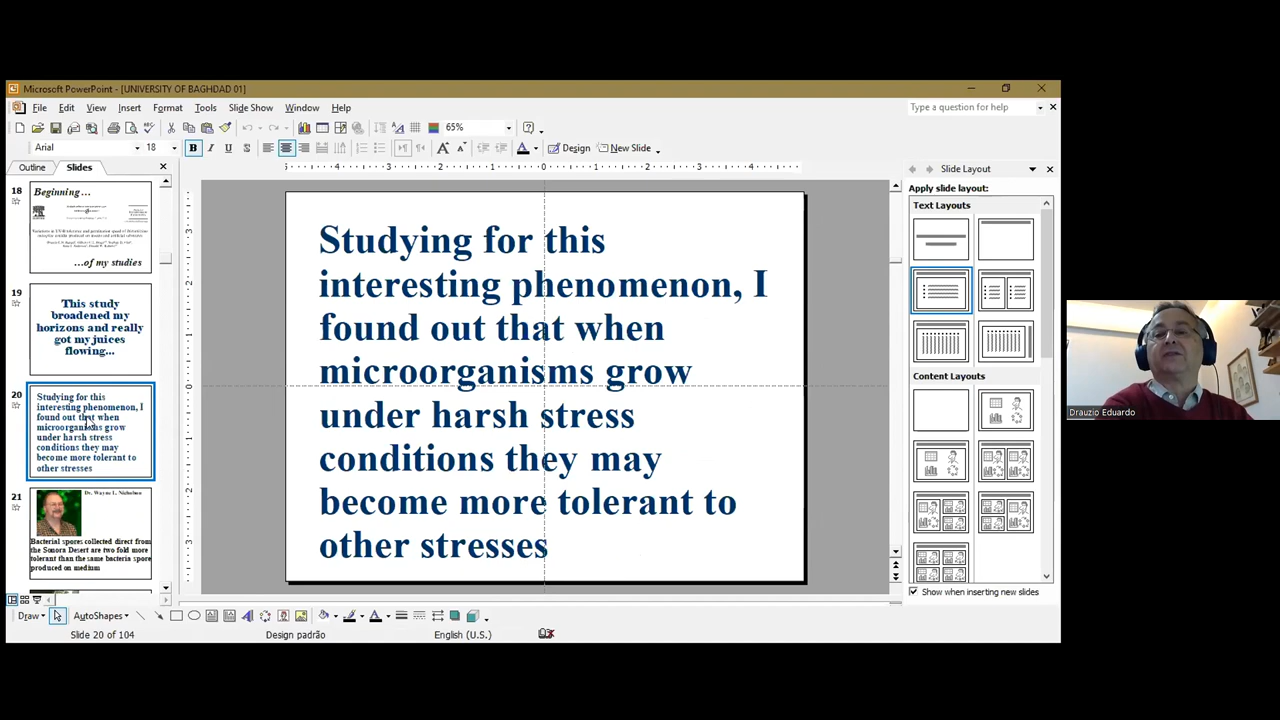 Microsoft PowerPoint - [UNIVERSITY OF BAGHDAD 01]
File Edit View Insert Format Tools Slide Show Window Help
Type a question for help
65%
Arial 18 B I U S A A A Design New Slide
Outline Slides
Slide Layout
Apply slide layout:
Text Layouts
Content Layouts
Show when inserting new slides
18
Beginning…
…of my studies
19
This study
broadened my
horizons and really
got my juices
flowing…
20
Studying for this
interesting phenomenon, I
found out that when
microorganisms grow
under harsh stress
conditions they may
become more tolerant to
other stresses
21
Dr. Wayne L. Nicholson
Bacterial spores collected direct from
the Sonora Desert are two fold more
tolerant than the same bacteria spore
produced on medium
Studying for this
interesting phenomenon, I
found out that when
microorganisms grow
under harsh stress
conditions they may
become more tolerant to
other stresses
Draw AutoShapes
Slide 20 of 104
Design padrão
English (U.S.)
Drauzio Eduardo